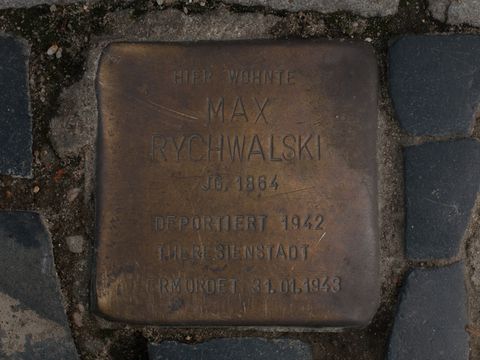 HIER WOHNTE
MAX
RYCHWALSKI
JG. 1864
DEPORTIERT 1942
THERESIENSTADT
ERMORDET 31.01.1943